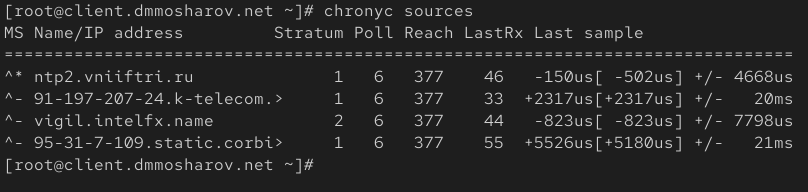 [root@client.dmmosharov.net ~]# chronyc sources
MS Name/IP address         Stratum Poll Reach LastRx Last sample
===============================================================================
^* ntp2.vniiftri.ru              1   6   377    46   -150us[ -502us] +/- 4668us
^- 91-197-207-24.k-telecom.>     1   6   377    33  +2317us[+2317us] +/-   20ms
^- vigil.intelfx.name            2   6   377    44   -823us[ -823us] +/- 7798us
^- 95-31-7-109.static.corbi>     1   6   377    55  +5526us[+5180us] +/-   21ms
[root@client.dmmosharov.net ~]#